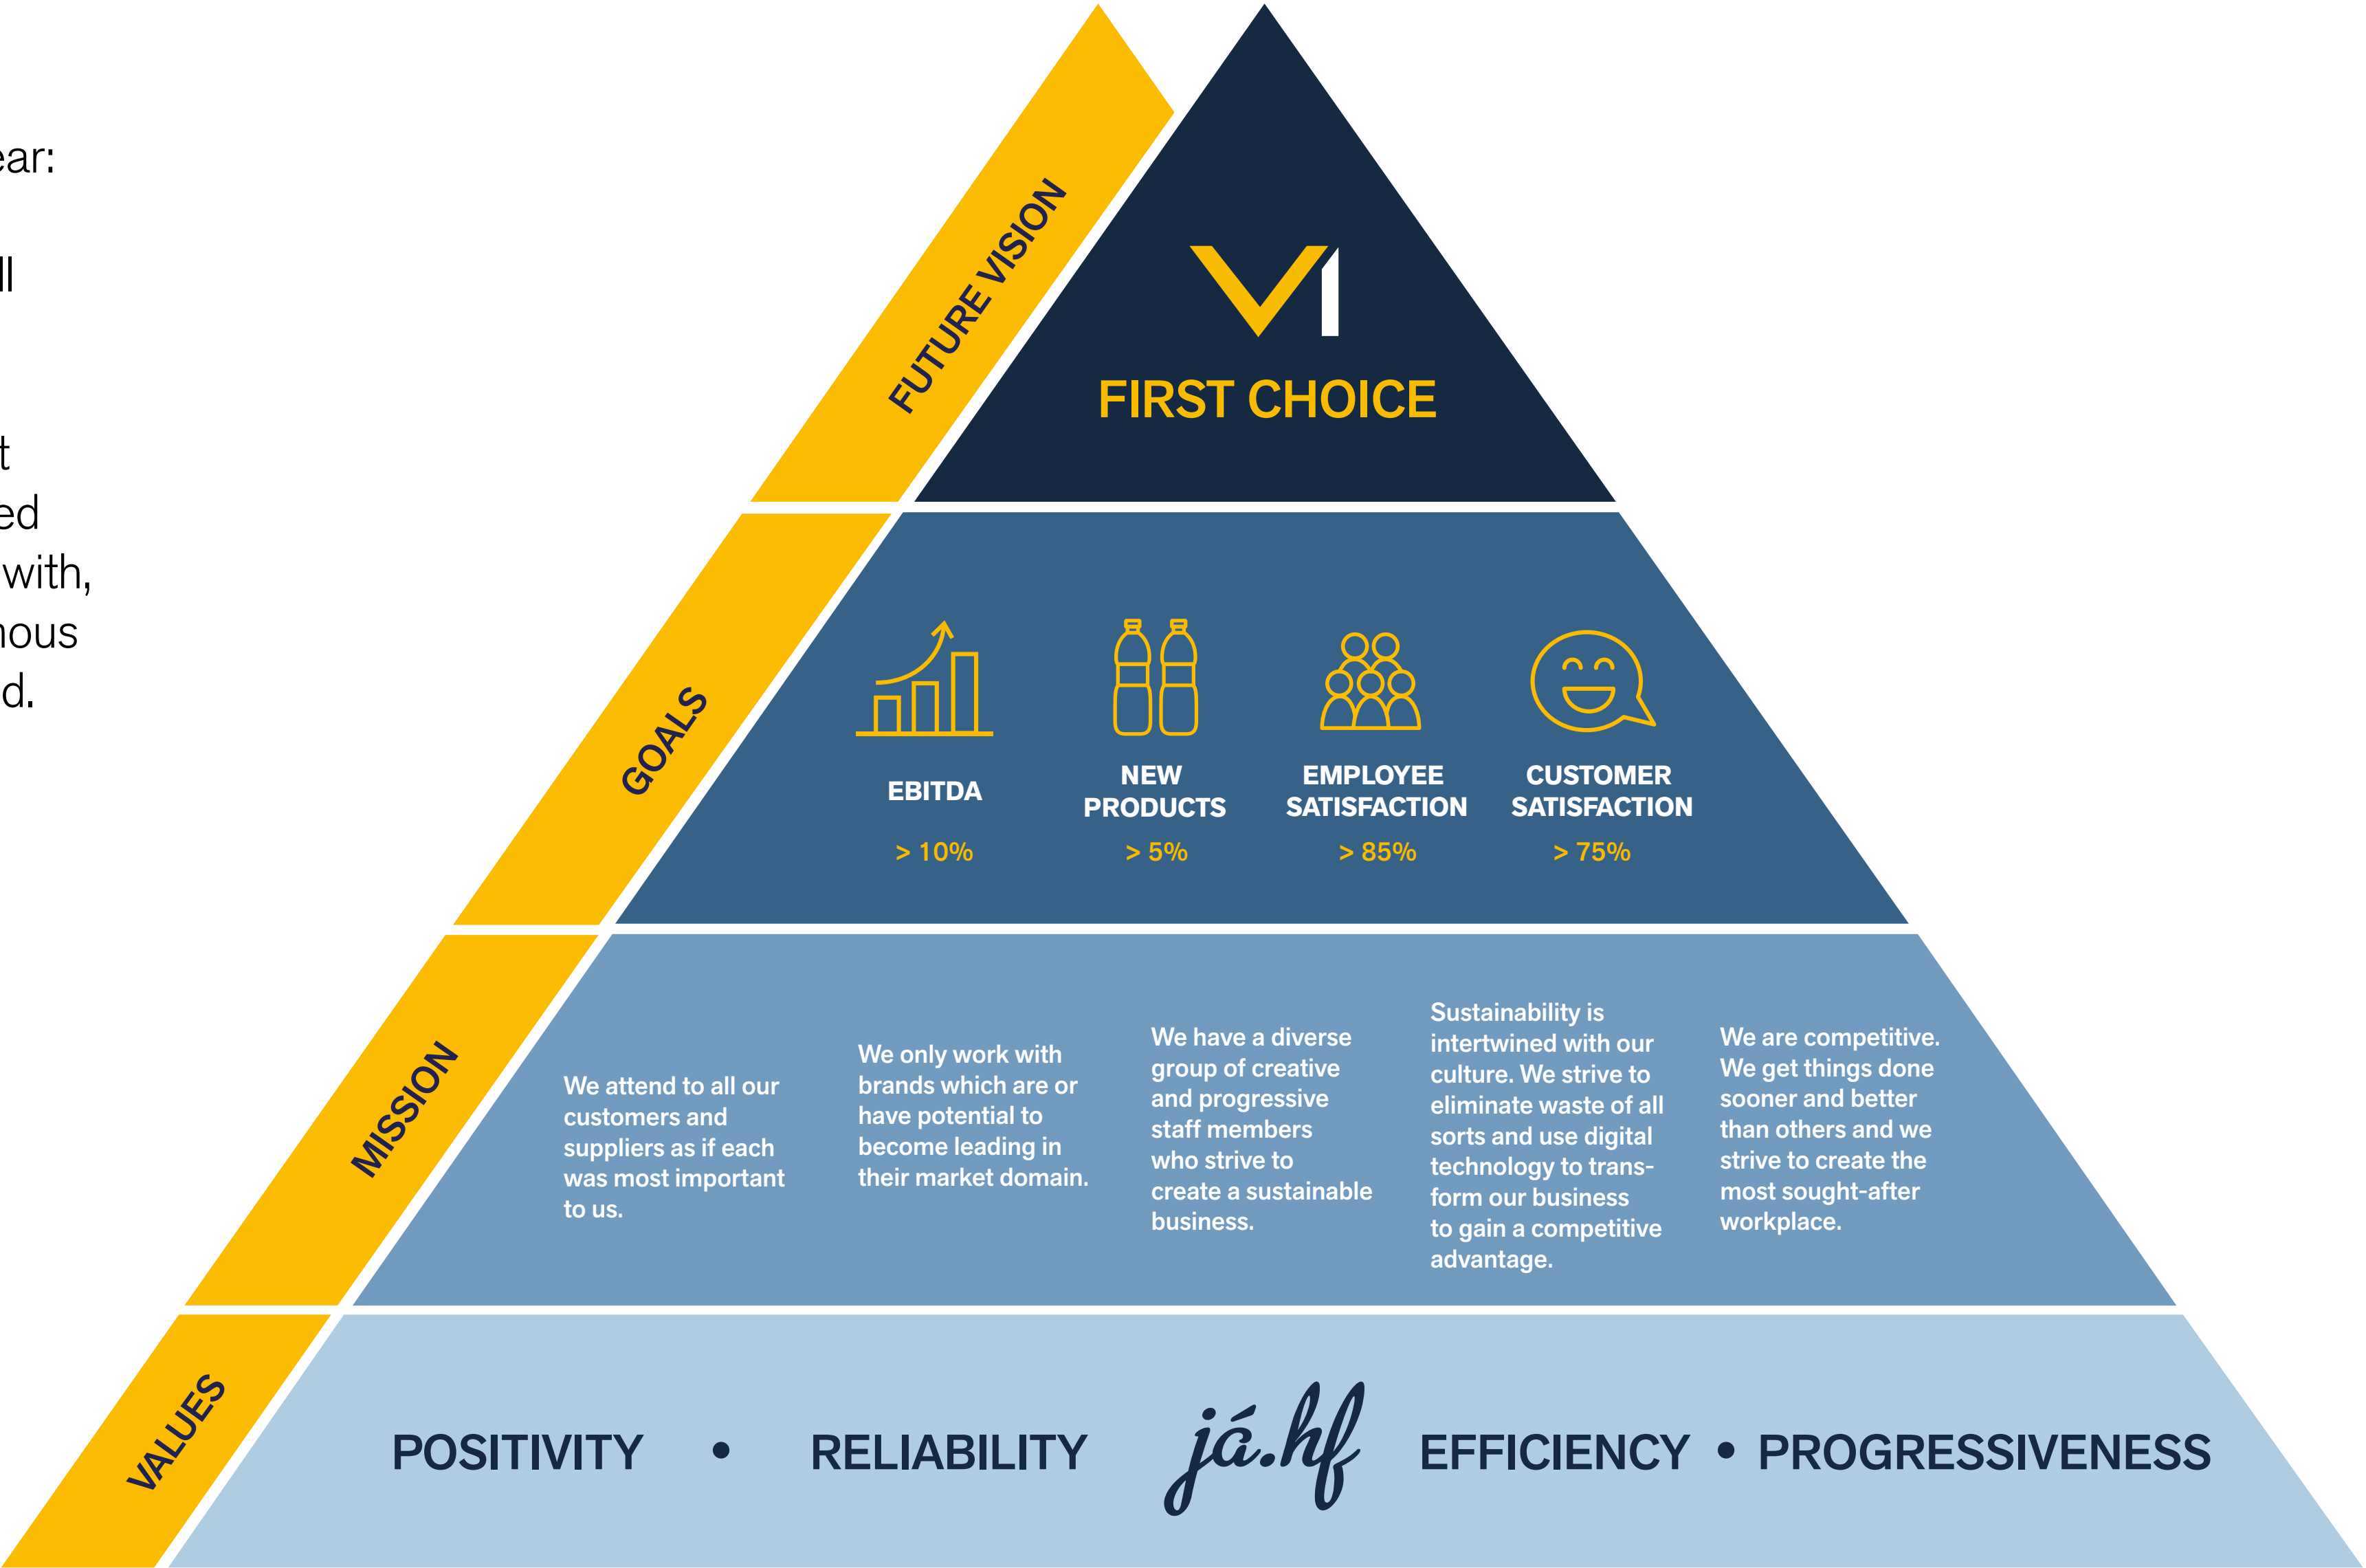 ear:
ll
t
ed
with,
nous
d.
FUTURE VISION
V1
FIRST CHOICE
GOALS
EBITDA
> 10%
NEW
PRODUCTS
> 5%
EMPLOYEE
SATISFACTION
> 85%
CUSTOMER
SATISFACTION
> 75%
MISSION
We attend to all our
customers and
suppliers as if each
was most important
to us.
We only work with
brands which are or
have potential to
become leading in
their market domain.
We have a diverse
group of creative
and progressive
staff members
who strive to
create a sustainable
business.
Sustainability is
intertwined with our
culture. We strive to
eliminate waste of all
sorts and use digital
technology to trans-
form our business
to gain a competitive
advantage.
We are competitive.
We get things done
sooner and better
than others and we
strive to create the
most sought-after
workplace.
VALUES
POSITIVITY • RELIABILITY já.hf EFFICIENCY • PROGRESSIVENESS